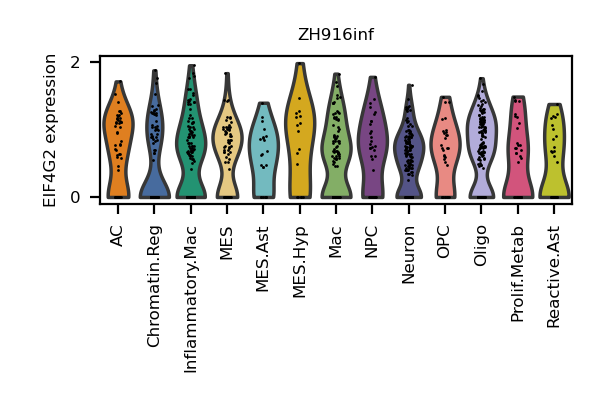 ZH916inf
EIF4G2 expression
2
0
AC
Chromatin.Reg
Inflammatory.Mac
MES
MES.Ast
MES.Hyp
Mac
NPC
Neuron
OPC
Oligo
Prolif.Metab
Reactive.Ast